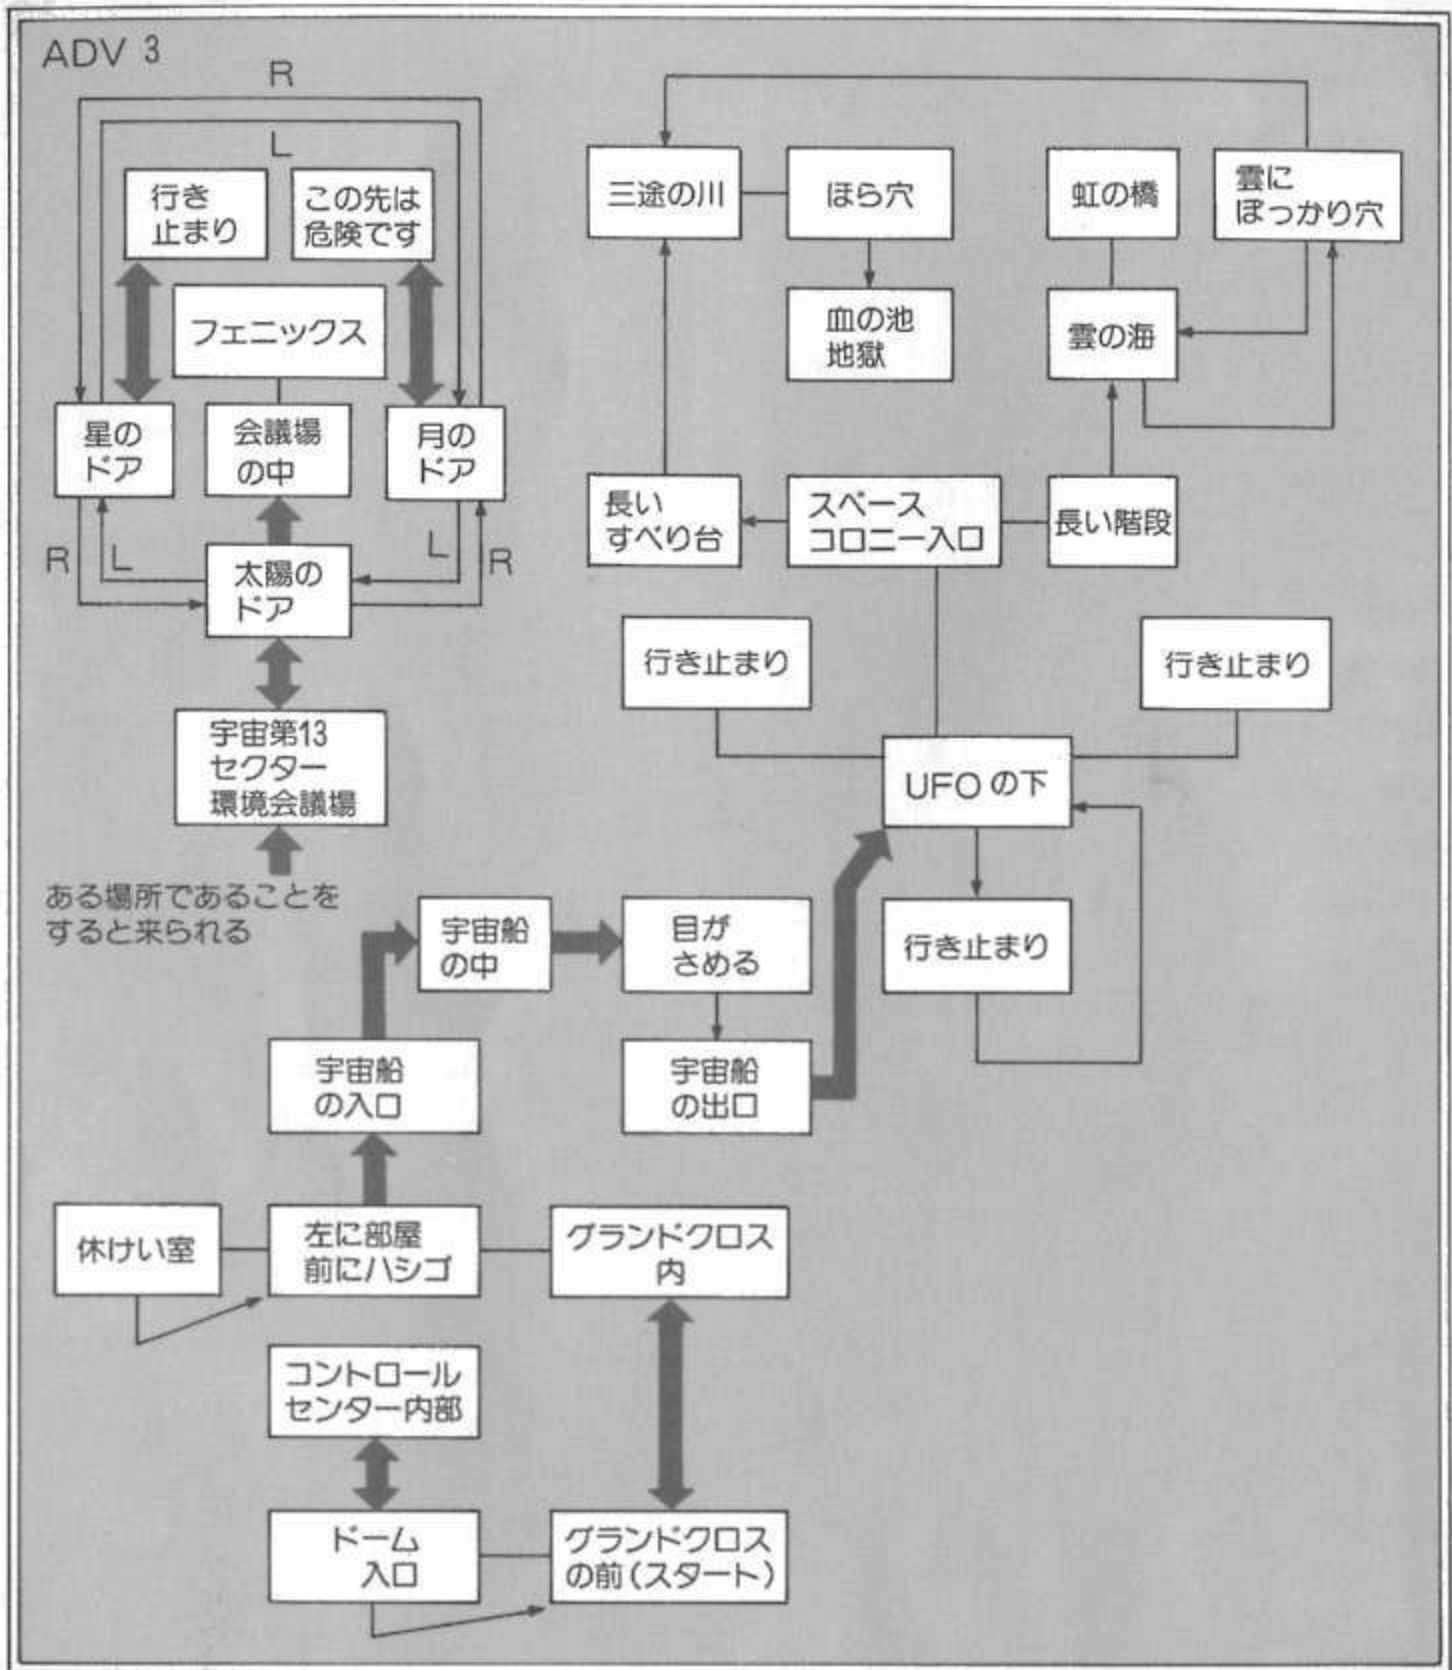 ADV 3
R
L
行き
止まり
この先は
危険です
フェニックス
星の
ドア
会議場
の中
月の
ドア
R
L
L
R
太陽の
ドア
宇宙第13
セクター
環境会議場
ある場所であることを
すると来られる
三途の川
ほら穴
虹の橋
雲に
ぽっかり穴
血の池
地獄
雲の海
長い
すべり台
スペース
コロニー入口
長い階段
行き止まり
行き止まり
UFOの下
行き止まり
宇宙船
の中
目が
さめる
宇宙船
の入口
宇宙船
の出口
休けい室
左に部屋
前にハシゴ
グランドクロス
内
コントロール
センター内部
ドーム
入口
グランドクロス
の前(スタート)